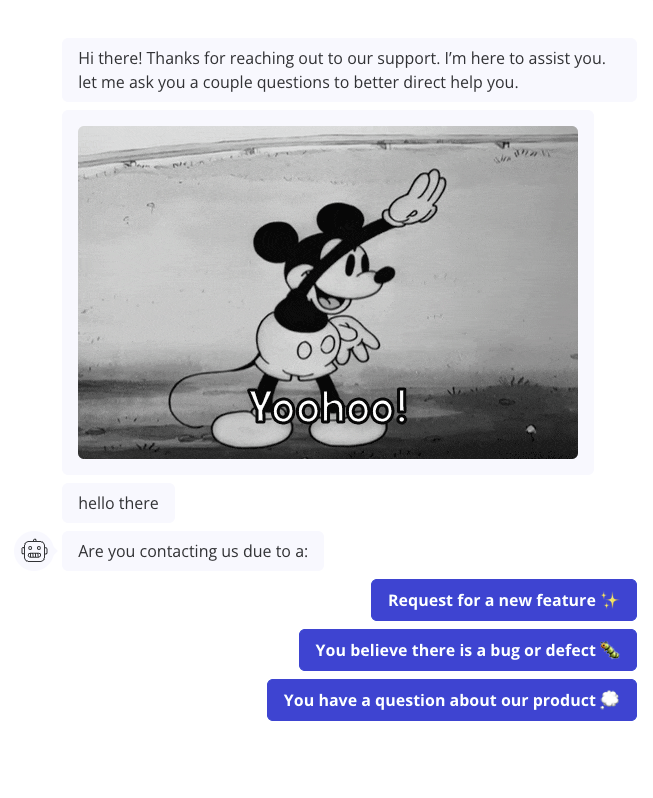 Hi there! Thanks for reaching out to our support. I’m here to assist you.
let me ask you a couple questions to better direct help you.
Yoohoo!
hello there
Are you contacting us due to a:
Request for a new feature ✨
You believe there is a bug or defect 🐛
You have a question about our product 💭